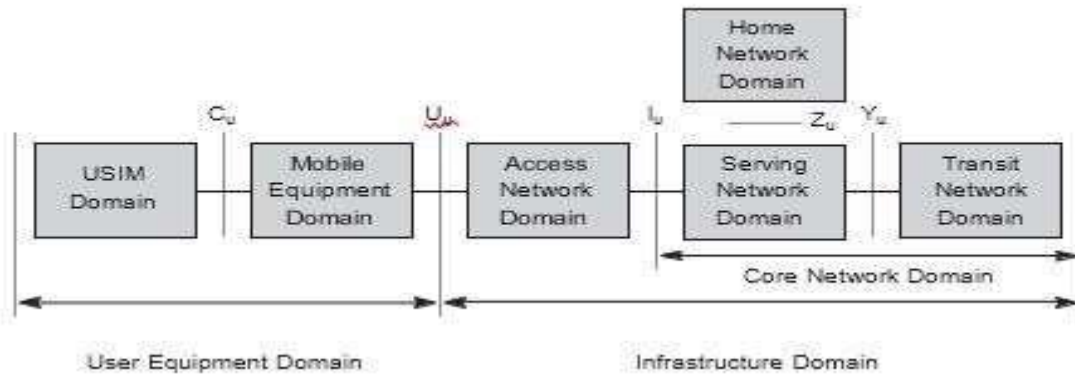 Home
Network
Domain
Cu
Uu
Iu
Zu
Yu
USIM
Domain
Mobile
Equipment
Domain
Access
Network
Domain
Serving
Network
Domain
Transit
Network
Domain
Core Network Domain
User Equipment Domain
Infrastructure Domain